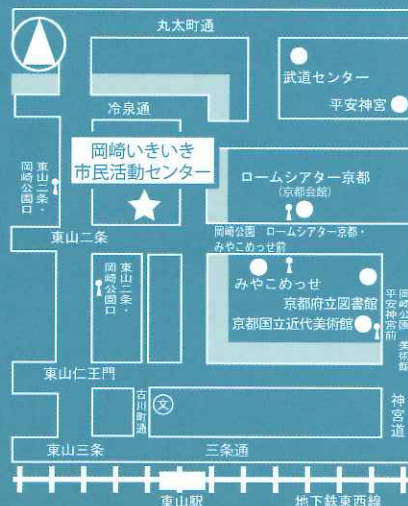 丸太町通
武道センター
平安神宮
冷泉通
岡崎いきいき
市民活動センター
ロームシアター京都
(京都会館)
東山二条・
岡崎公園口
岡崎公園 ロームシアター京都・
みやこめっせ前
東山二条
東山二条・
岡崎公園口
みやこめっせ
京都府立図書館
京都国立近代美術館
岡崎公園 美術館
平安神宮前
東山仁王門
古川町通
文
神宮道
東山三条
三条通
東山駅
地下鉄東西線